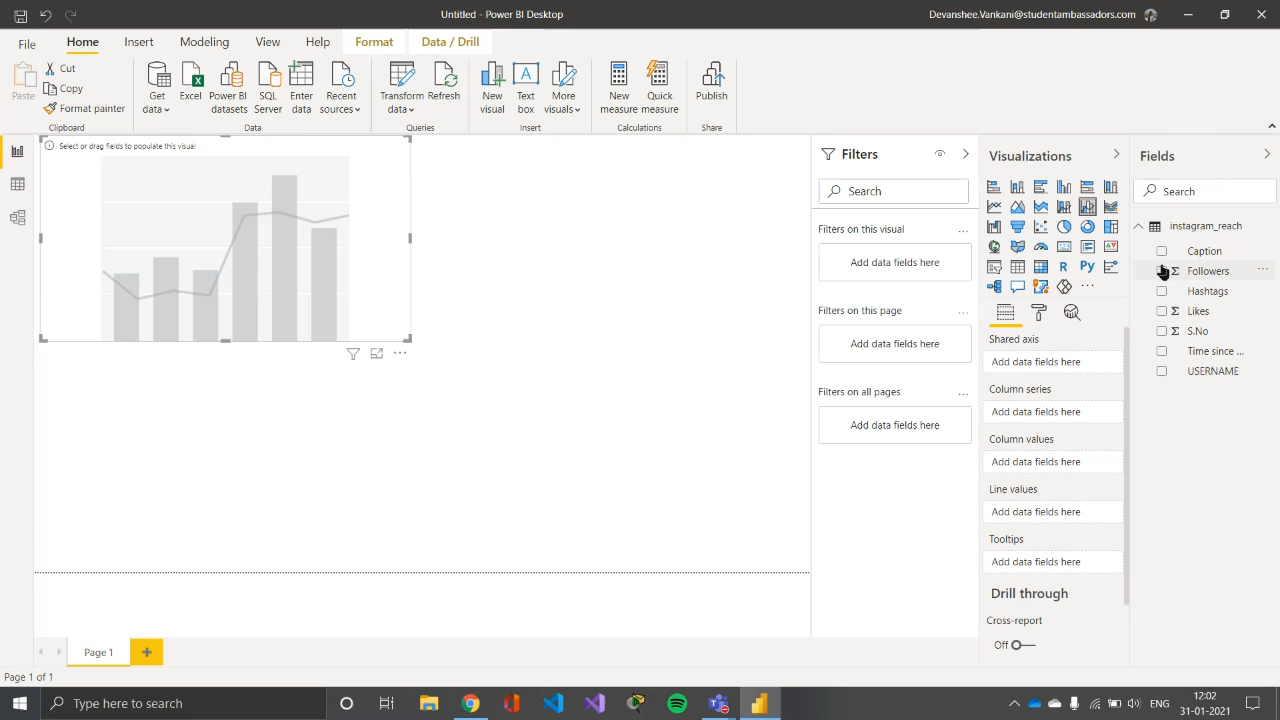 Untitled - Power BI Desktop
Devanshee.Vankani@studentambassadors.com
File Home Insert Modeling View Help Format Data / Drill
Paste
Cut
Copy
Format painter
Clipboard
Get data
Excel
Power BI datasets
SQL Server
Enter data
Recent sources
Data
Transform data
Refresh
Queries
New visual
Text box
More visuals
Insert
New measure
Quick measure
Calculations
Publish
Share
Select or drag fields to populate this visual
Filters
Search
Filters on this visual
Add data fields here
Filters on this page
Add data fields here
Filters on all pages
Add data fields here
Visualizations
R
Py
Shared axis
Add data fields here
Column series
Add data fields here
Column values
Add data fields here
Line values
Add data fields here
Tooltips
Add data fields here
Drill through
Cross-report
Off
Fields
Search
instagram_reach
Caption
Followers
Hashtags
Likes
S.No
Time since ...
USERNAME
Page 1
Page 1 of 1
Type here to search
ENG
12:02
31-01-2021